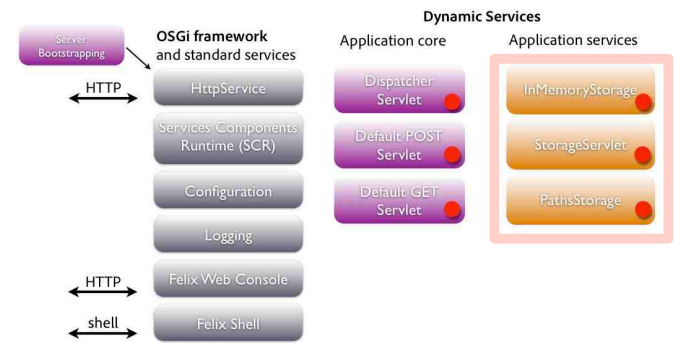 Dynamic Services
Server
Bootstrapping
OSGi framework
and standard services
Application core
Application services
HTTP
HttpService
Dispatcher
Servlet
InMemoryStorage
Services Components
Runtime (SCR)
Default POST
Servlet
StorageServlet
Configuration
Default GET
Servlet
PathsStorage
Logging
HTTP
Felix Web Console
shell
Felix Shell